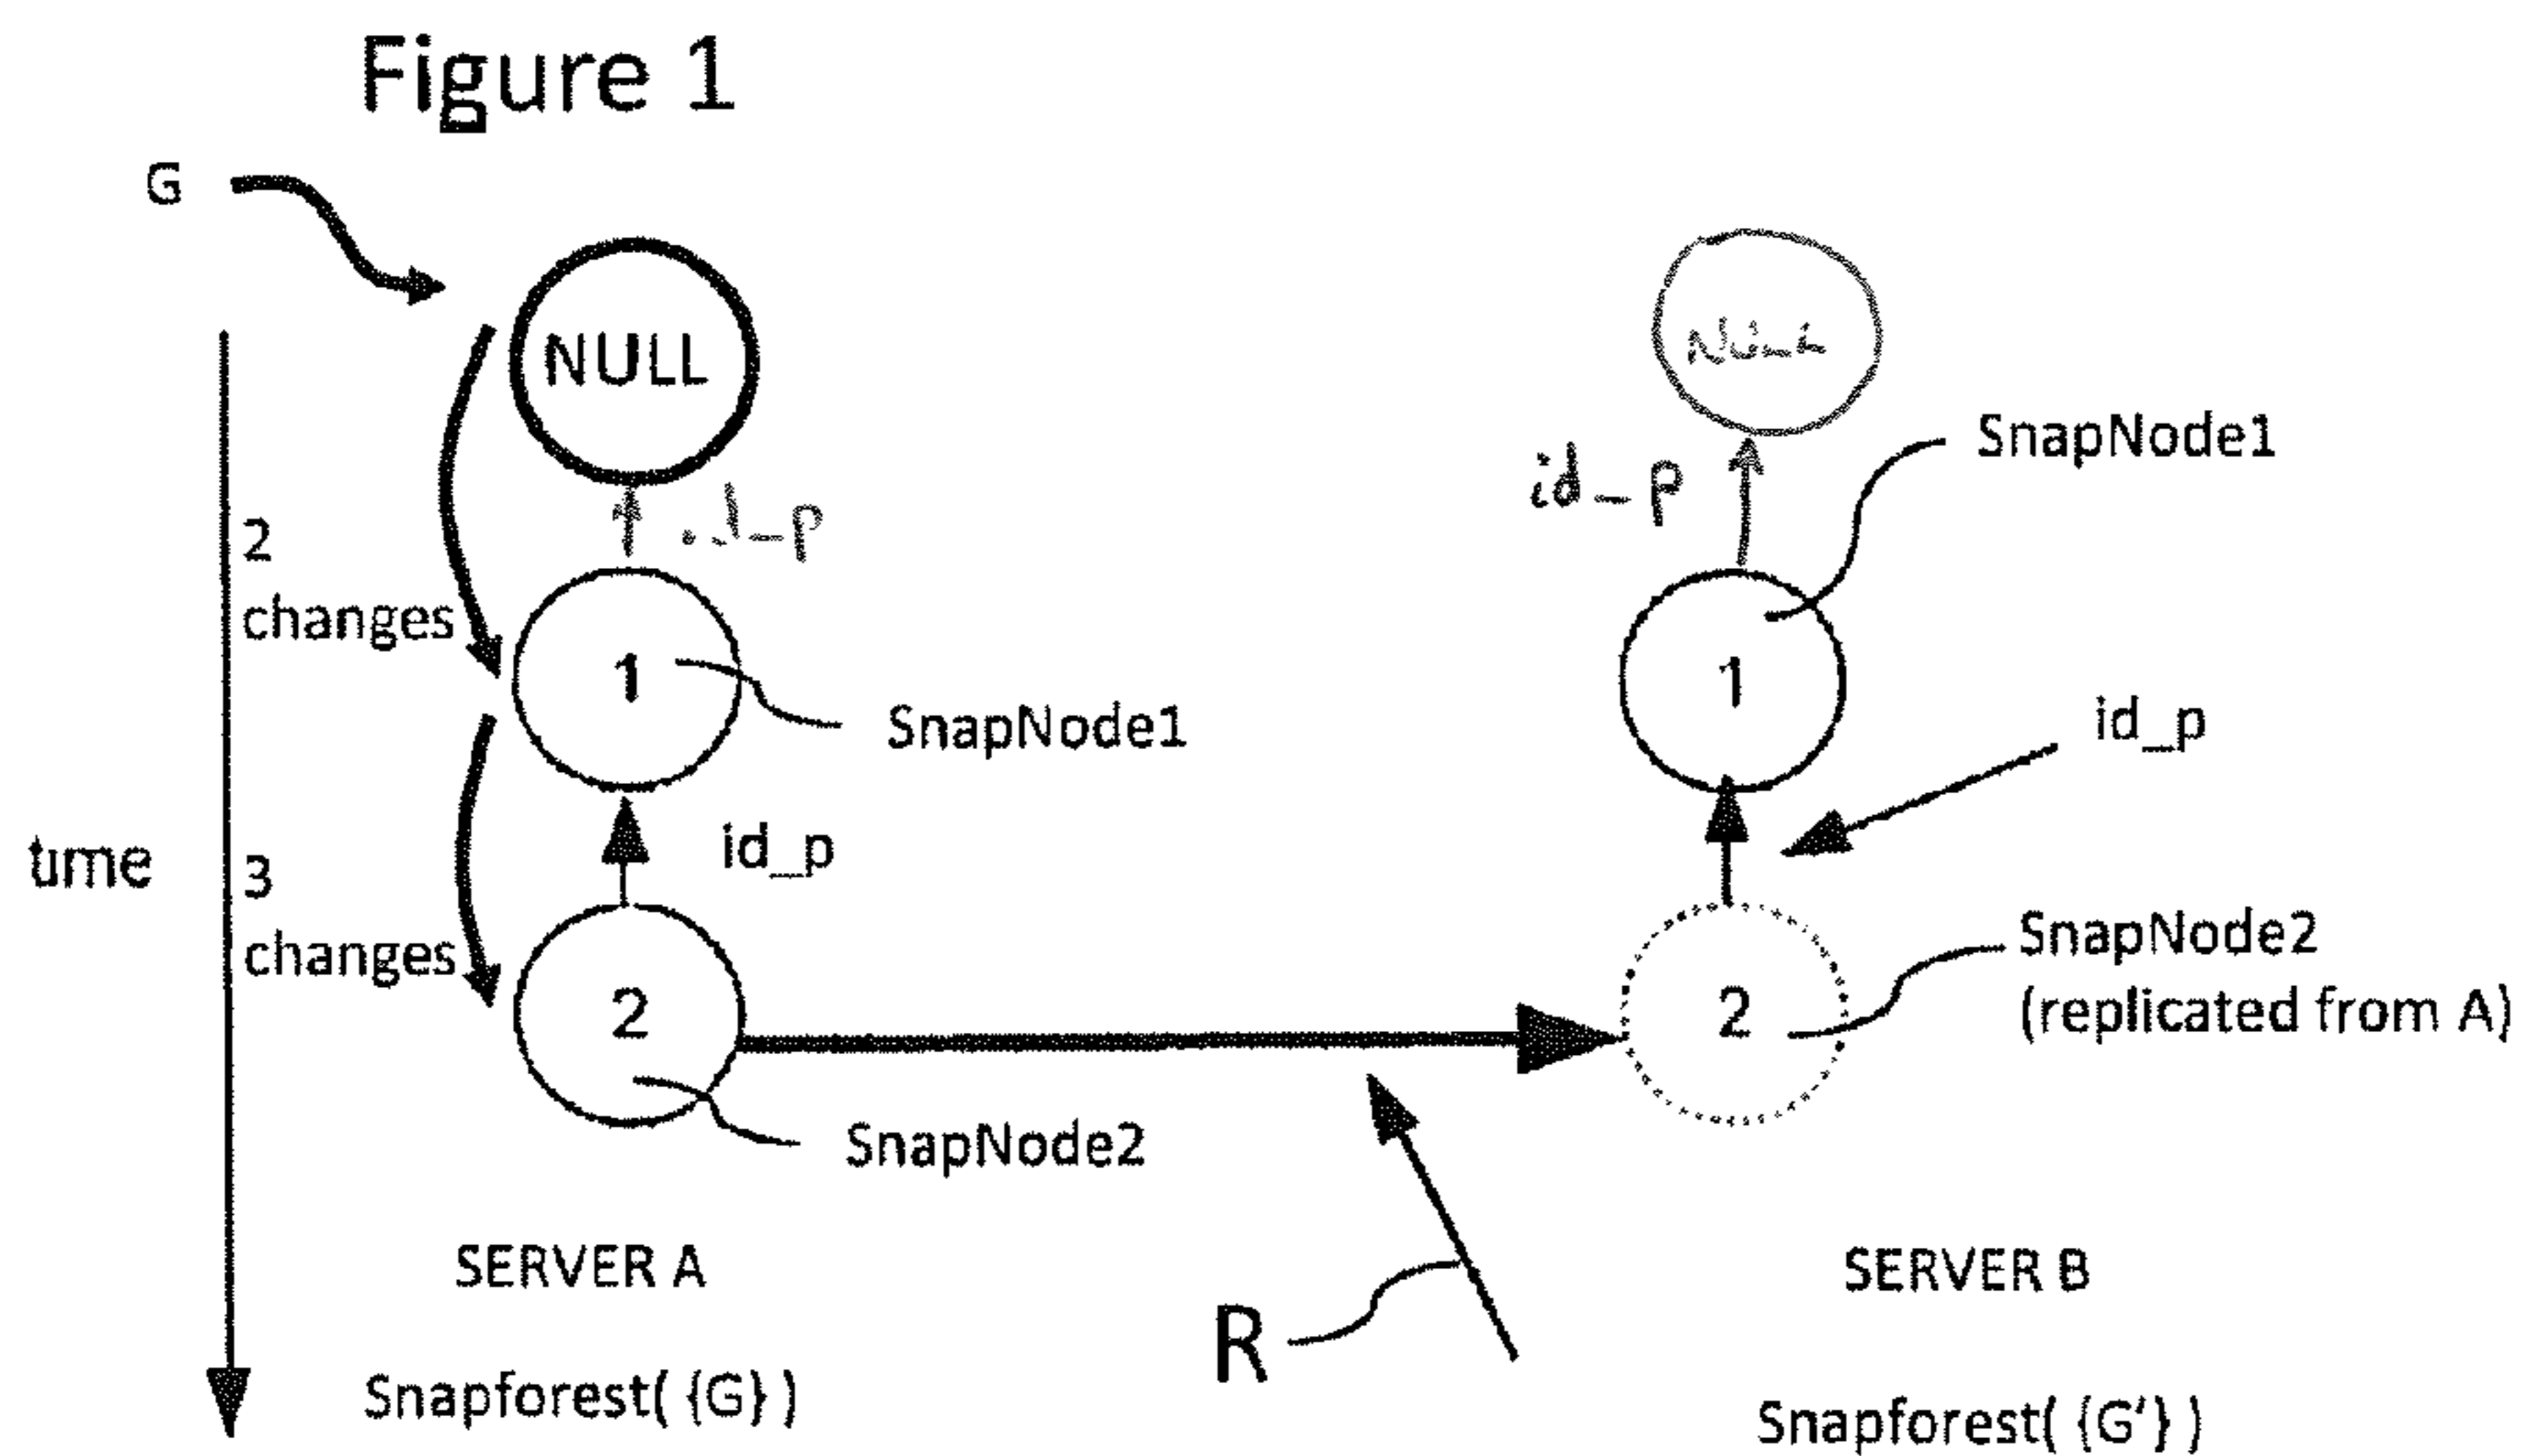 Figure 1
G
NULL
NULL
SnapNode1
id_p
2
changes
1
SnapNode1
1
id_p
id_p
time
3
changes
2
SnapNode2
2
SnapNode2
(replicated from A)
R
SERVER A
SERVER B
Snapforest( {G} )
Snapforest( {G'} )